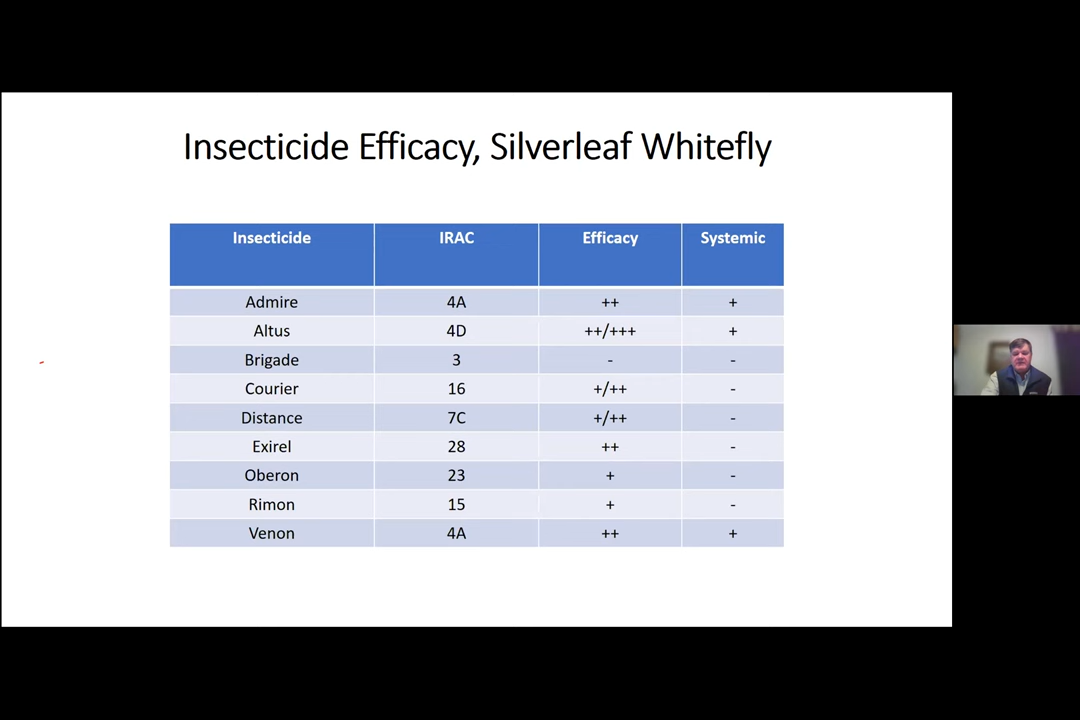 Insecticide Efficacy, Silverleaf Whitefly
Insecticide IRAC Efficacy Systemic
Admire 4A ++ +
Altus 4D ++/+++ +
Brigade 3 - -
Courier 16 +/++ -
Distance 7C +/++ -
Exirel 28 ++ -
Oberon 23 + -
Rimon 15 + -
Venon 4A ++ +